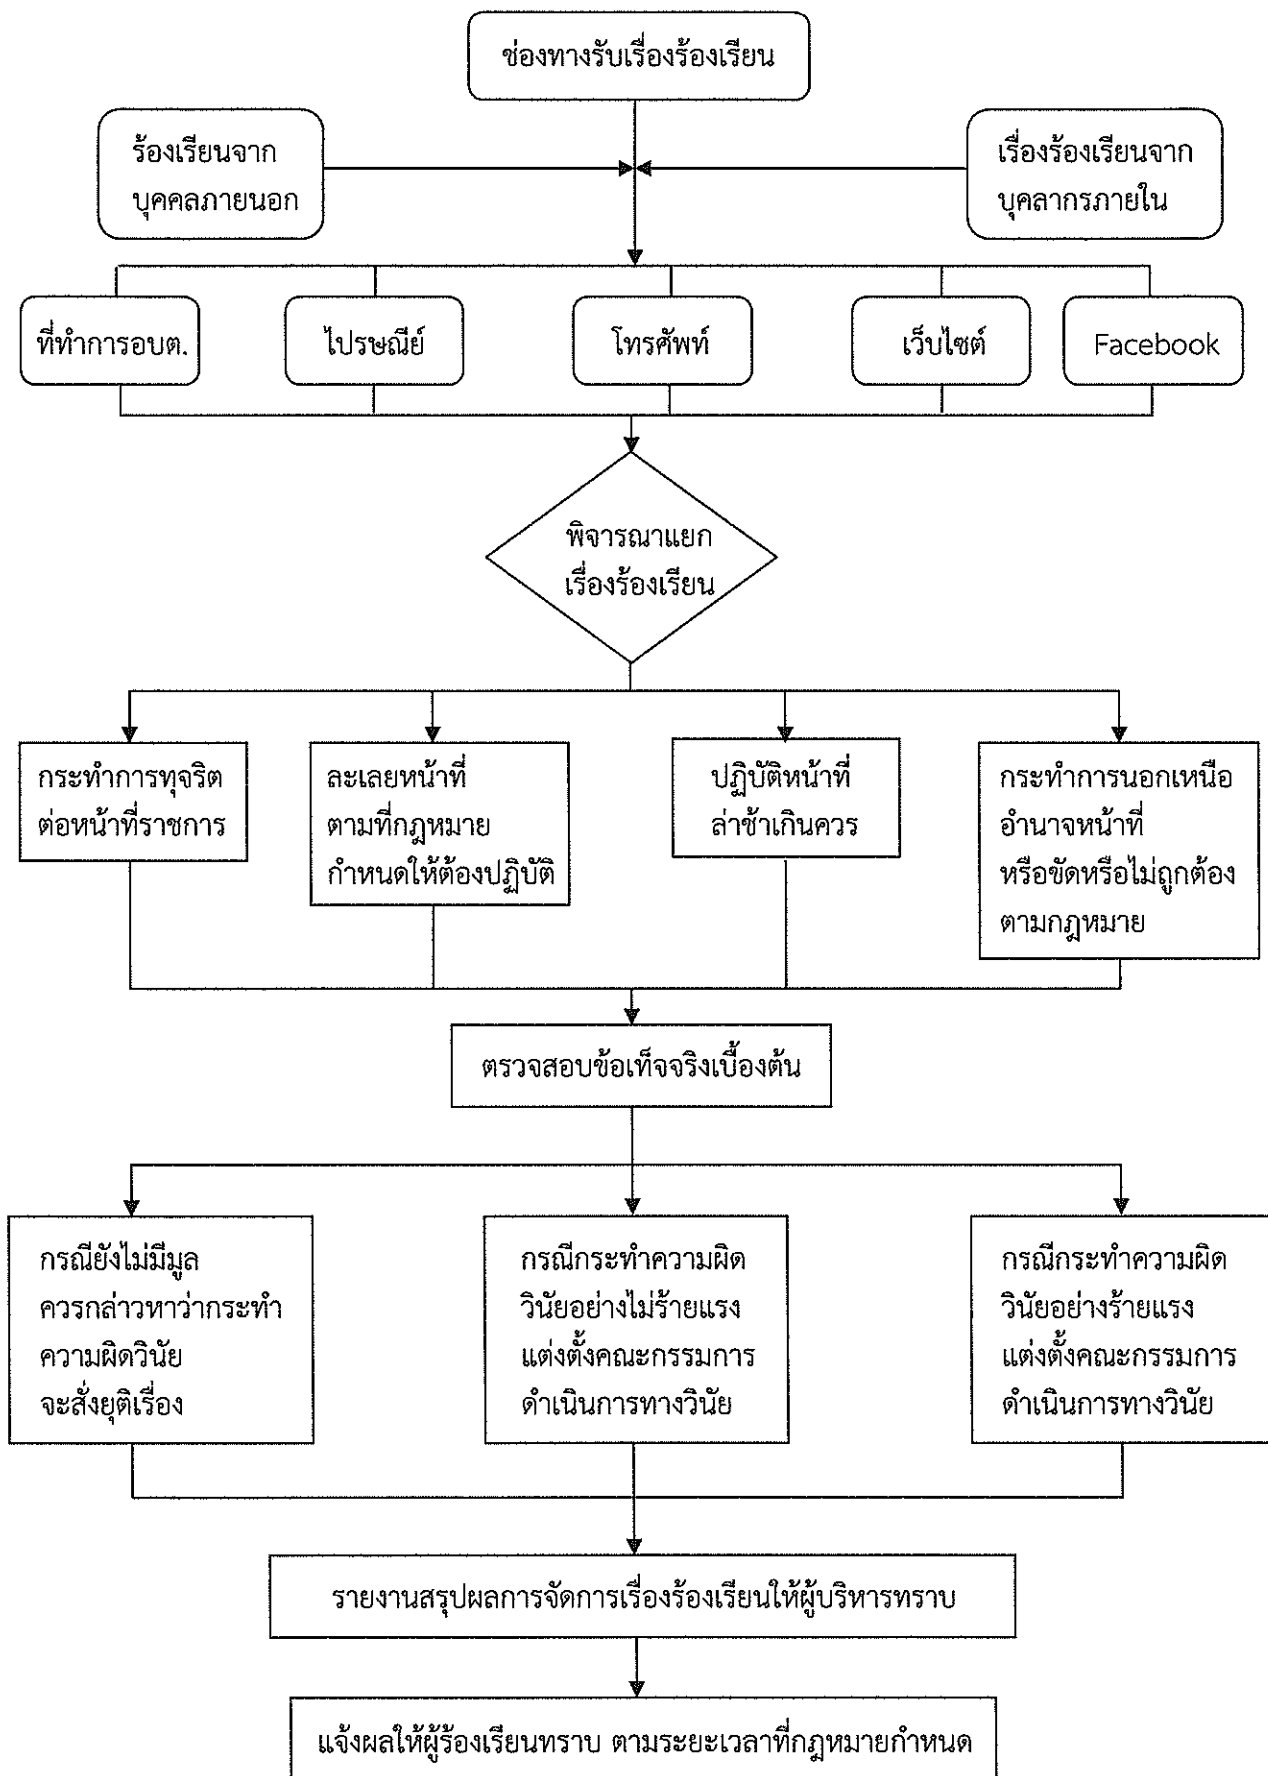 ช่องทางรับเรื่องร้องเรียน
ร้องเรียนจาก
บุคคลภายนอก
เรื่องร้องเรียนจาก
บุคลากรภายใน
ที่ทำการอบต.
ไปรษณีย์
โทรศัพท์
เว็บไซต์
Facebook
พิจารณาแยก
เรื่องร้องเรียน
กระทำการทุจริต
ต่อหน้าที่ราชการ
ละเลยหน้าที่
ตามที่กฎหมาย
กำหนดให้ต้องปฏิบัติ
ปฏิบัติหน้าที่
ล่าช้าเกินควร
กระทำการนอกเหนือ
อำนาจหน้าที่
หรือขัดหรือไม่ถูกต้อง
ตามกฎหมาย
ตรวจสอบข้อเท็จจริงเบื้องต้น
กรณียังไม่มีมูล
ควรกล่าวหาว่ากระทำ
ความผิดวินัย
จะสั่งยุติเรื่อง
กรณีกระทำความผิด
วินัยอย่างไม่ร้ายแรง
แต่งตั้งคณะกรรมการ
ดำเนินการทางวินัย
กรณีกระทำความผิด
วินัยอย่างร้ายแรง
แต่งตั้งคณะกรรมการ
ดำเนินการทางวินัย
รายงานสรุปผลการจัดการเรื่องร้องเรียนให้ผู้บริหารทราบ
แจ้งผลให้ผู้ร้องเรียนทราบ ตามระยะเวลาที่กฎหมายกำหนด